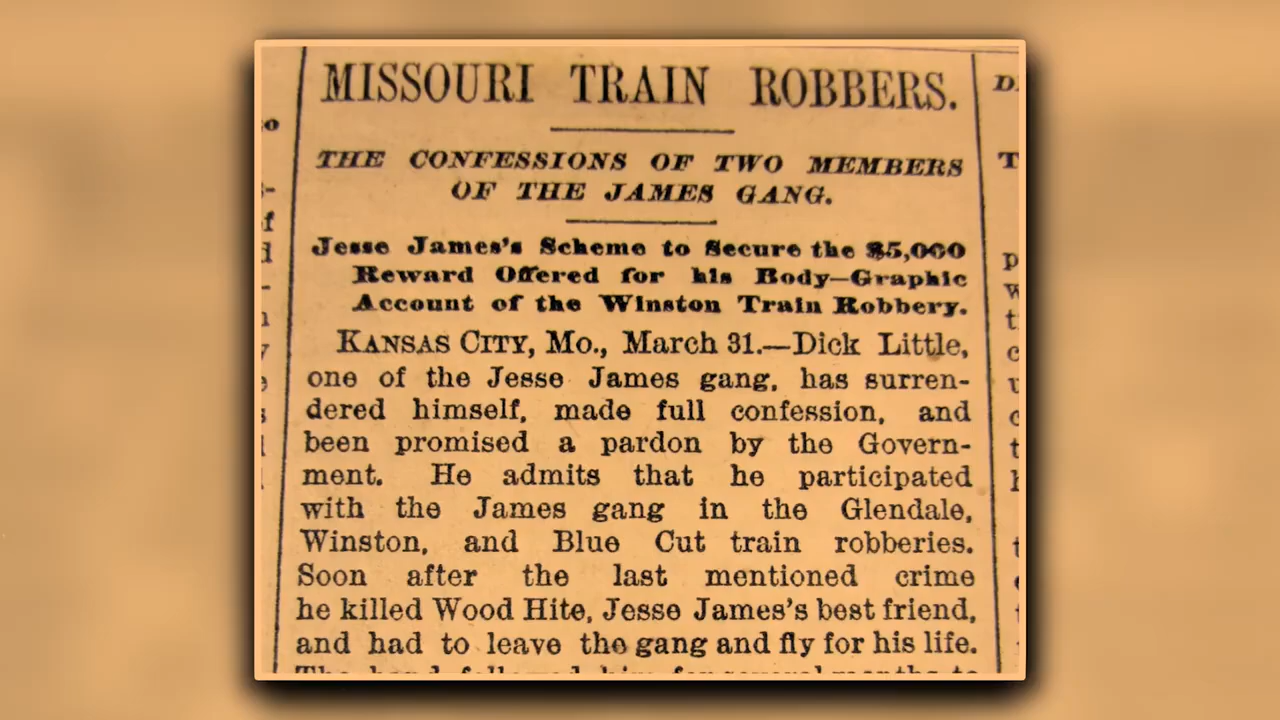 MISSOURI TRAIN ROBBERS.
THE CONFESSIONS OF TWO MEMBERS
OF THE JAMES GANG.
Jesse James's Scheme to Secure the $5,000
Reward Offered for his Body—Graphic
Account of the Winston Train Robbery.
KANSAS CITY, Mo., March 31.—Dick Little,
one of the Jesse James gang, has surren-
dered himself, made full confession, and
been promised a pardon by the Govern-
ment. He admits that he participated
with the James gang in the Glendale,
Winston, and Blue Cut train robberies.
Soon after the last mentioned crime
he killed Wood Hite, Jesse James's best friend,
and had to leave the gang and fly for his life.